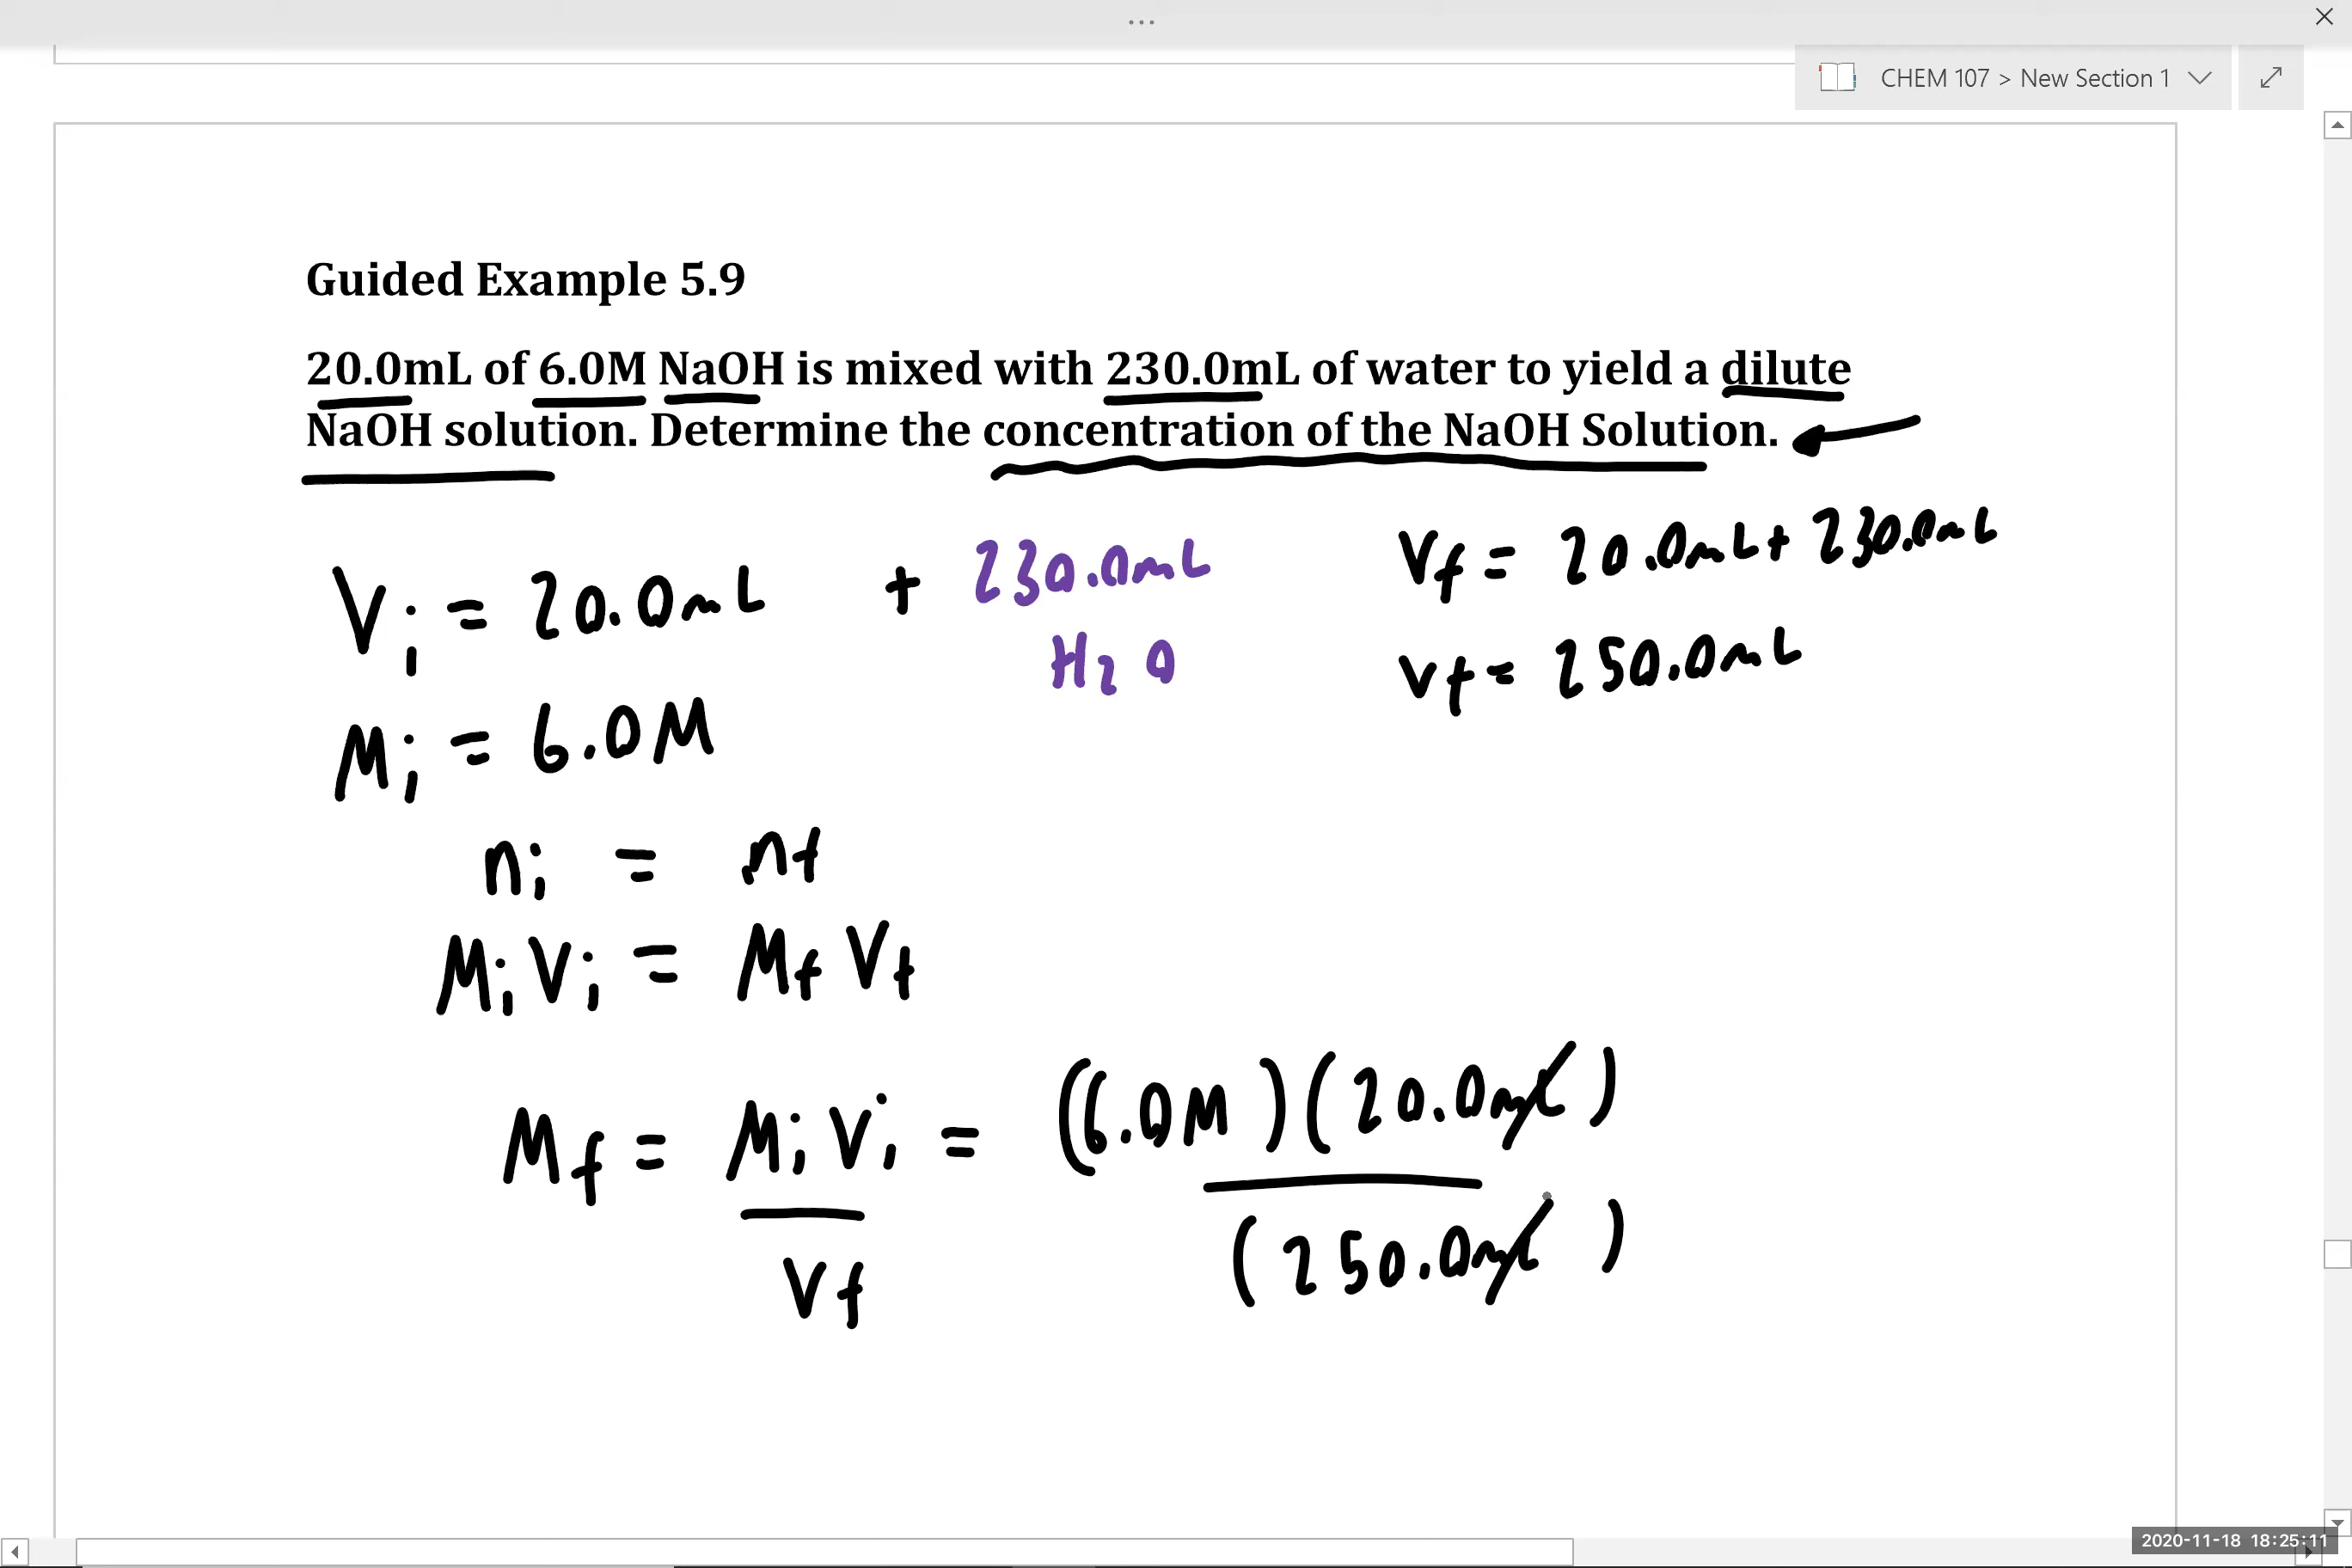 ...
CHEM 107 > New Section 1
Guided Example 5.9
20.0mL of 6.0M NaOH is mixed with 230.0mL of water to yield a dilute
NaOH solution. Determine the concentration of the NaOH Solution.
Vi = 20.0mL + 230.0mL
H2O
Vf = 20.0mL + 230.0mL
Vf = 250.0mL
Mi = 6.0M
ni = nf
MiVi = MfVf
Mf = MiVi = (6.0M)(20.0mL)
Vf (250.0mL)
2020-11-18 18:25:11